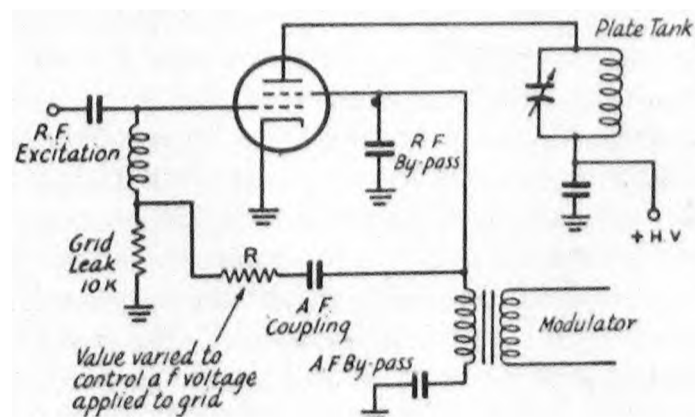 Plate Tank
R.F.
Excitation
R.F.
By-pass
+ H.V
Grid
Leak
10K
R
A.F.
Coupling
Modulator
A.F By-pass
Value varied to
control a f voltage
applied to grid